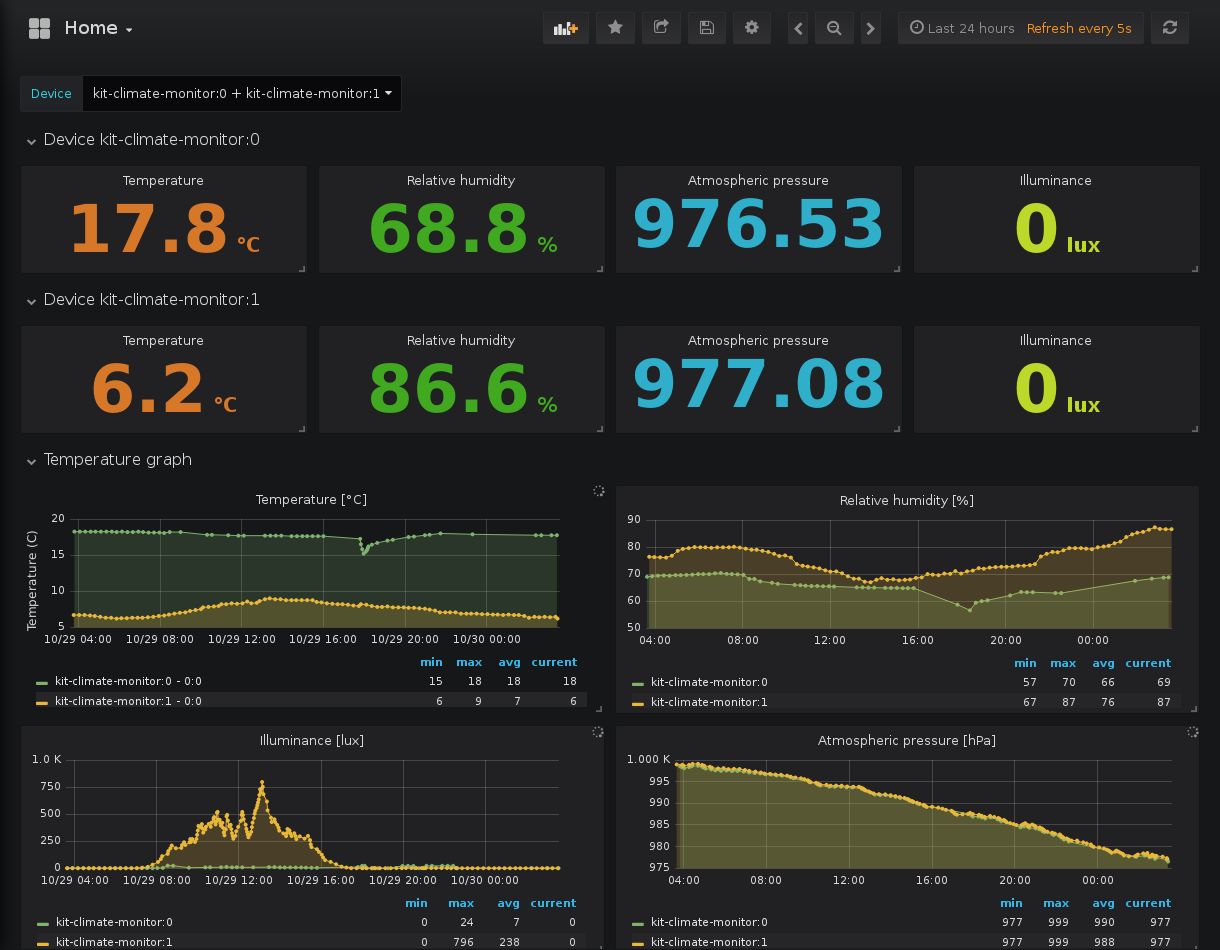 Home
Last 24 hours Refresh every 5s
Device kit-climate-monitor:0 + kit-climate-monitor:1
Device kit-climate-monitor:0
Temperature Relative humidity Atmospheric pressure Illuminance
17.8 °C 68.8 % 976.53 0 lux
Device kit-climate-monitor:1
Temperature Relative humidity Atmospheric pressure Illuminance
6.2 °C 86.6 % 977.08 0 lux
Temperature graph
Temperature [°C]
Temperature (C)
20
15
10
5
10/29 04:00 10/29 08:00 10/29 12:00 10/29 16:00 10/29 20:00 10/30 00:00
min max avg current
kit-climate-monitor:0 - 0:0 15 18 18 18
kit-climate-monitor:1 - 0:0 6 9 7 6
Relative humidity [%]
90
80
70
60
50
04:00 08:00 12:00 16:00 20:00 00:00
min max avg current
kit-climate-monitor:0 57 70 66 69
kit-climate-monitor:1 67 87 76 87
Illuminance [lux]
1.0 K
750
500
250
0
10/29 04:00 10/29 08:00 10/29 12:00 10/29 16:00 10/29 20:00 10/30 00:00
min max avg current
kit-climate-monitor:0 0 24 7 0
kit-climate-monitor:1 0 796 238 0
Atmospheric pressure [hPa]
1.000 K
995
990
985
980
975
04:00 08:00 12:00 16:00 20:00 00:00
min max avg current
kit-climate-monitor:0 977 999 990 977
kit-climate-monitor:1 977 999 988 977